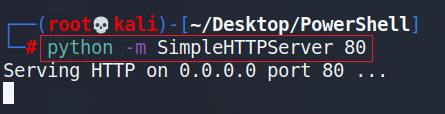 ┌──(root💀kali)-[~/Desktop/PowerShell]
└─# python -m SimpleHTTPServer 80
Serving HTTP on 0.0.0.0 port 80 ...